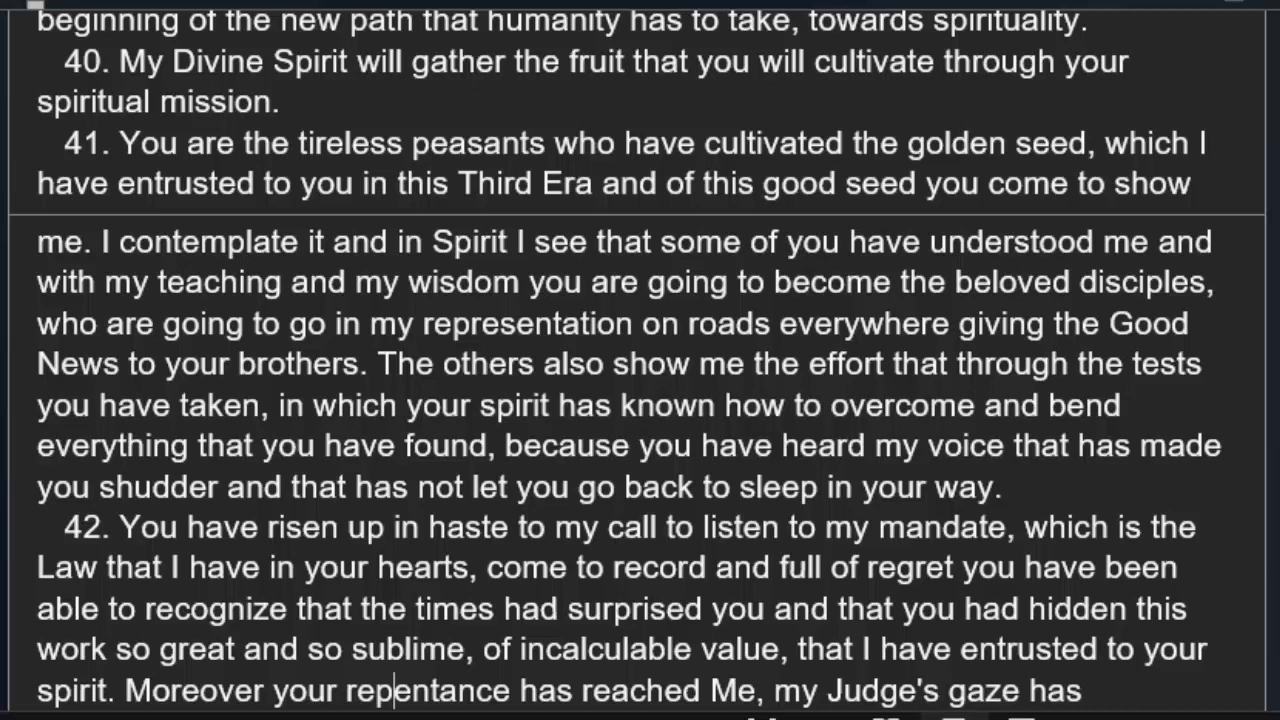 beginning of the new path that humanity has to take, towards spirituality.
40. My Divine Spirit will gather the fruit that you will cultivate through your
spiritual mission.
41. You are the tireless peasants who have cultivated the golden seed, which I
have entrusted to you in this Third Era and of this good seed you come to show
me. I contemplate it and in Spirit I see that some of you have understood me and
with my teaching and my wisdom you are going to become the beloved disciples,
who are going to go in my representation on roads everywhere giving the Good
News to your brothers. The others also show me the effort that through the tests
you have taken, in which your spirit has known how to overcome and bend
everything that you have found, because you have heard my voice that has made
you shudder and that has not let you go back to sleep in your way.
42. You have risen up in haste to my call to listen to my mandate, which is the
Law that I have in your hearts, come to record and full of regret you have been
able to recognize that the times had surprised you and that you had hidden this
work so great and so sublime, of incalculable value, that I have entrusted to your
spirit. Moreover your repentance has reached Me, my Judge's gaze has